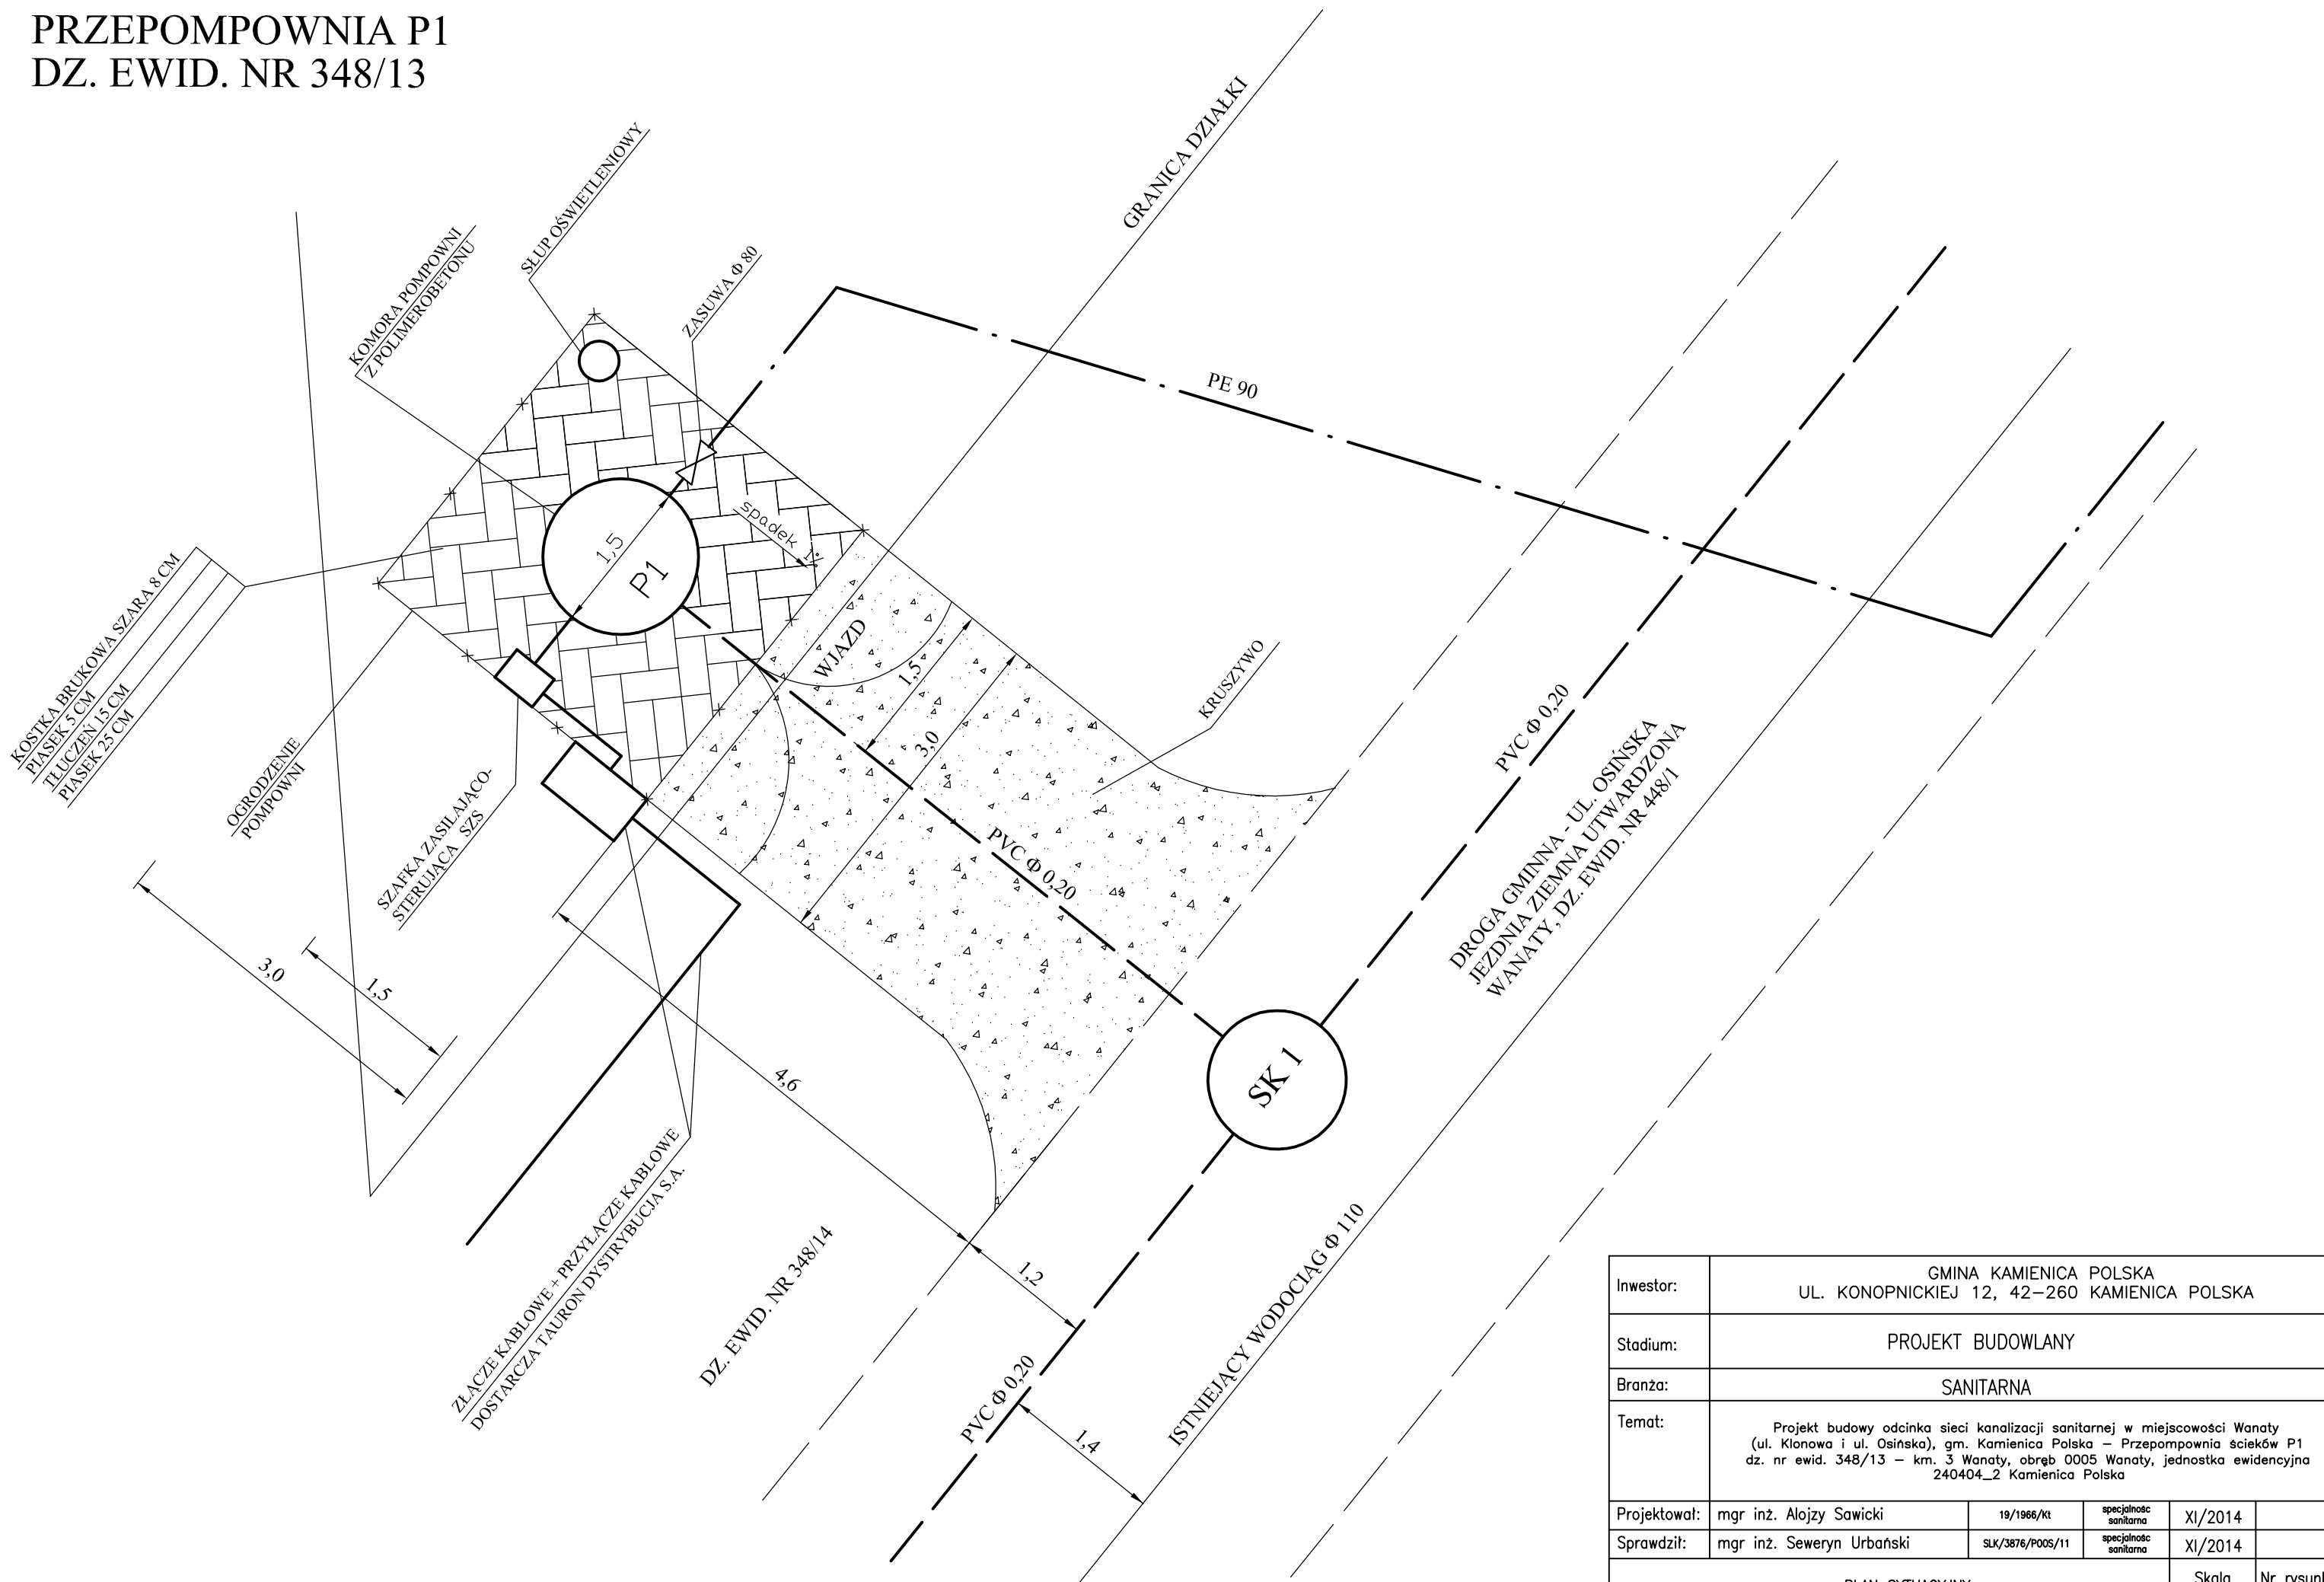 PRZEPOMPOWNIA P1
DZ. EWID. NR 348/13
GRANICA DZIAŁKI
SŁUP OŚWIETLENIOWY
KOMORA POMPOWNI
Z POLIMEROBETONU
ZASUWA Φ 80
PE 90
spadek 1%
1,5
P1
WJAZD
1,5
3,0
KRUSZYWO
KOSTKA BRUKOWA SZARA 8 CM
PIASEK 5 CM
TŁUCZEŃ 15 CM
PIASEK 25 CM
OGRODZENIE
POMPOWNI
SZAFKA ZASILAJĄCO-
STERUJĄCA SZS
PVC Φ 0,20
PVC Φ 0,20
DROGA GMINNA - UL. OSIŃSKA
JEZDNIA ZIEMNA UTWARDZONA
WANATY, DZ. EWID. NR 448/1
3,0
1,5
4,6
SK 1
ZŁĄCZE KABLOWE + PRZYŁĄCZE KABLOWE
DOSTARCZA TAURON DYSTRYBUCJA S.A.
DZ. EWID. NR 348/14
1,2
PVC Φ 0,20
1,4
ISTNIEJĄCY WODOCIĄG Φ 110
Inwestor:
GMINA KAMIENICA POLSKA
UL. KONOPNICKIEJ 12, 42-260 KAMIENICA POLSKA
Stadium:
PROJEKT BUDOWLANY
Branża:
SANITARNA
Temat:
Projekt budowy odcinka sieci kanalizacji sanitarnej w miejscowości Wanaty
(ul. Klonowa i ul. Osińska), gm. Kamienica Polska – Przepompownia ścieków P1
dz. nr ewid. 348/13 – km. 3 Wanaty, obręb 0005 Wanaty, jednostka ewidencyjna
240404_2 Kamienica Polska
Projektował: mgr inż. Alojzy Sawicki 19/1966/Kt specjalnośc sanitarna XI/2014
Sprawdził: mgr inż. Seweryn Urbański SLK/3876/POOS/11 specjalnośc sanitarna XI/2014
PLAN SYTUACYJNY Skala Nr